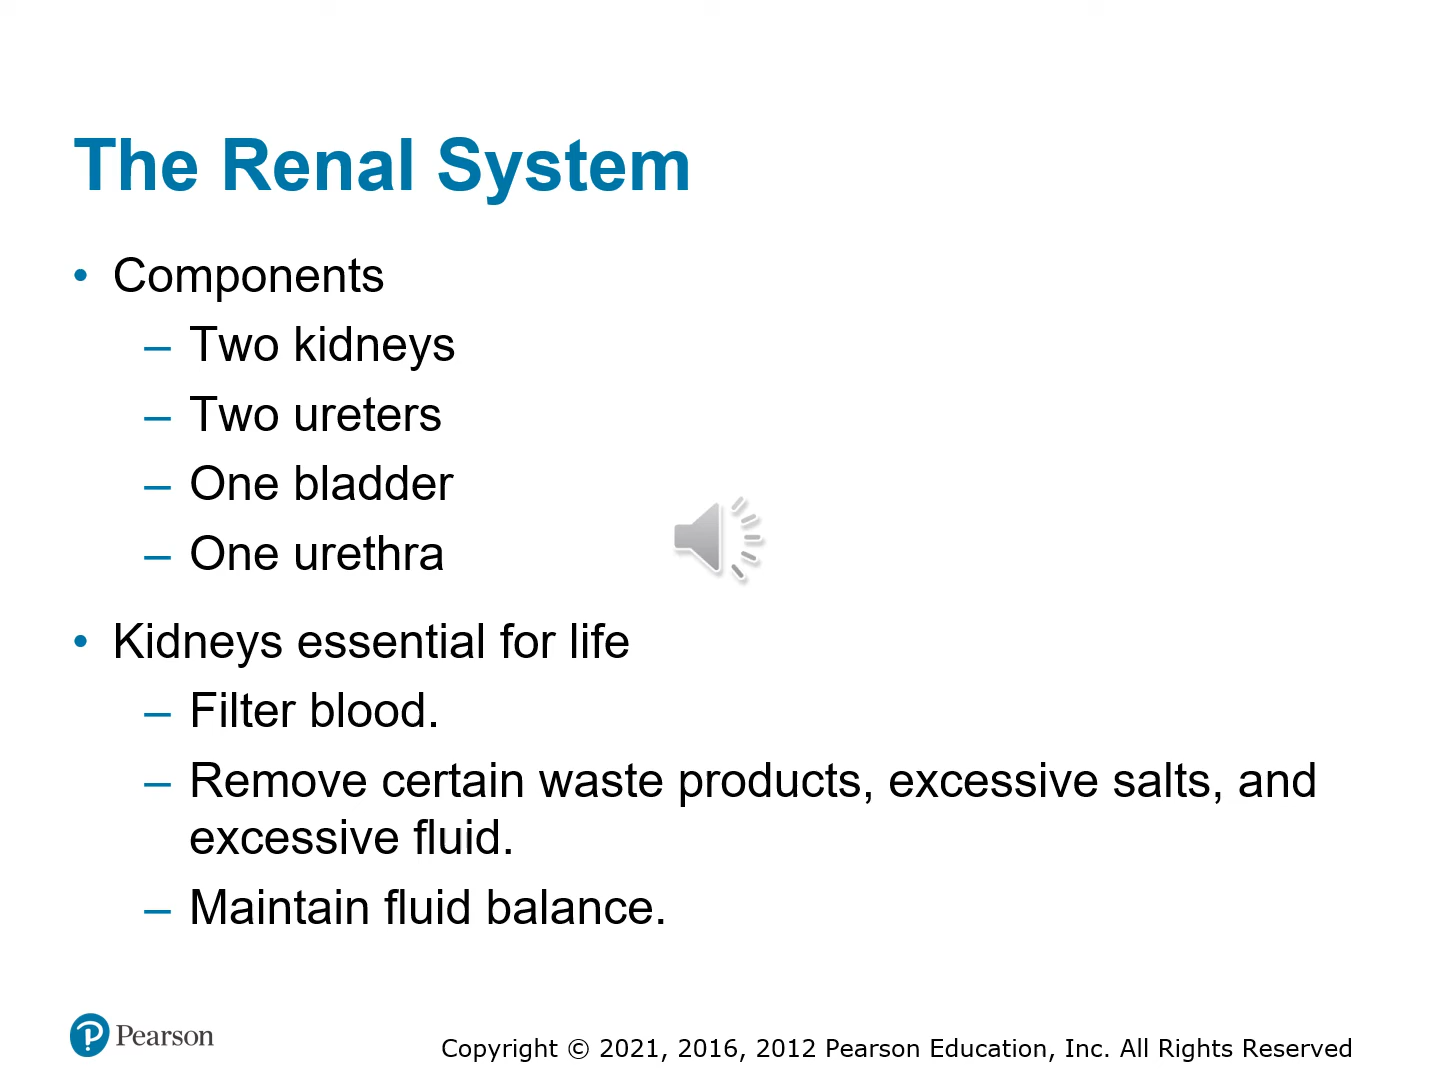 The Renal System
• Components
– Two kidneys
– Two ureters
– One bladder
– One urethra
• Kidneys essential for life
– Filter blood.
– Remove certain waste products, excessive salts, and
excessive fluid.
– Maintain fluid balance.
Pearson
Copyright © 2021, 2016, 2012 Pearson Education, Inc. All Rights Reserved